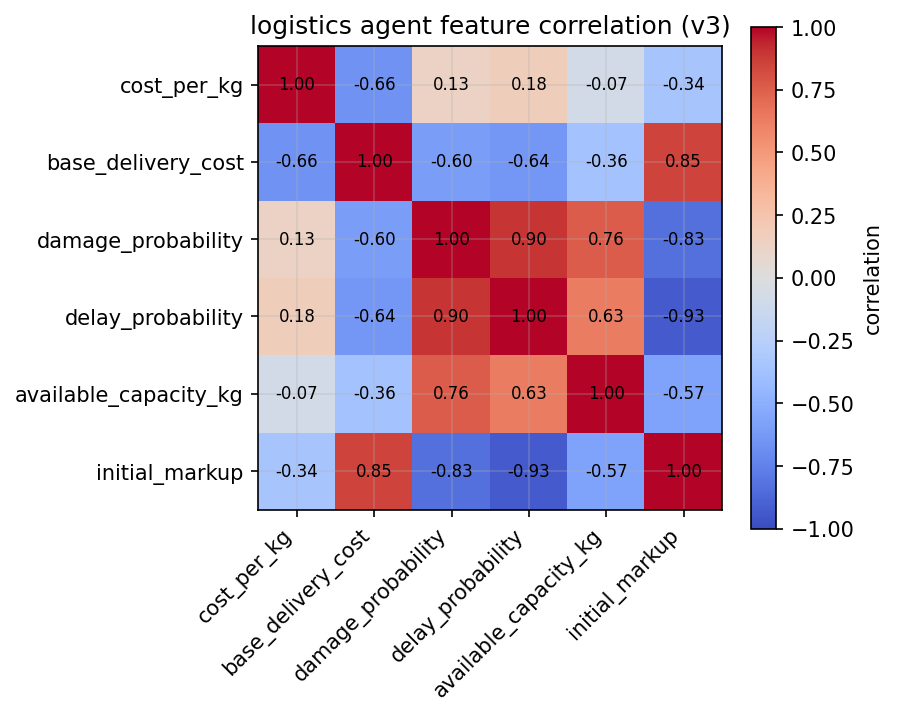 logistics agent feature correlation (v3)
cost_per_kg 1.00 -0.66 0.13 0.18 -0.07 -0.34
base_delivery_cost -0.66 1.00 -0.60 -0.64 -0.36 0.85
damage_probability 0.13 -0.60 1.00 0.90 0.76 -0.83
delay_probability 0.18 -0.64 0.90 1.00 0.63 -0.93
available_capacity_kg -0.07 -0.36 0.76 0.63 1.00 -0.57
initial_markup -0.34 0.85 -0.83 -0.93 -0.57 1.00
cost_per_kg
base_delivery_cost
damage_probability
delay_probability
available_capacity_kg
initial_markup
1.00
0.75
0.50
0.25
0.00
−0.25
−0.50
−0.75
−1.00
correlation